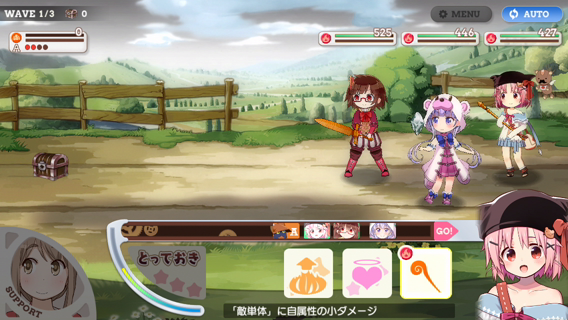 WAVE 1/3 0
MENU
AUTO
0
A
525
446
427
A
GO!
とっておき
SUPPORT
「敵単体」に自属性の小ダメージ